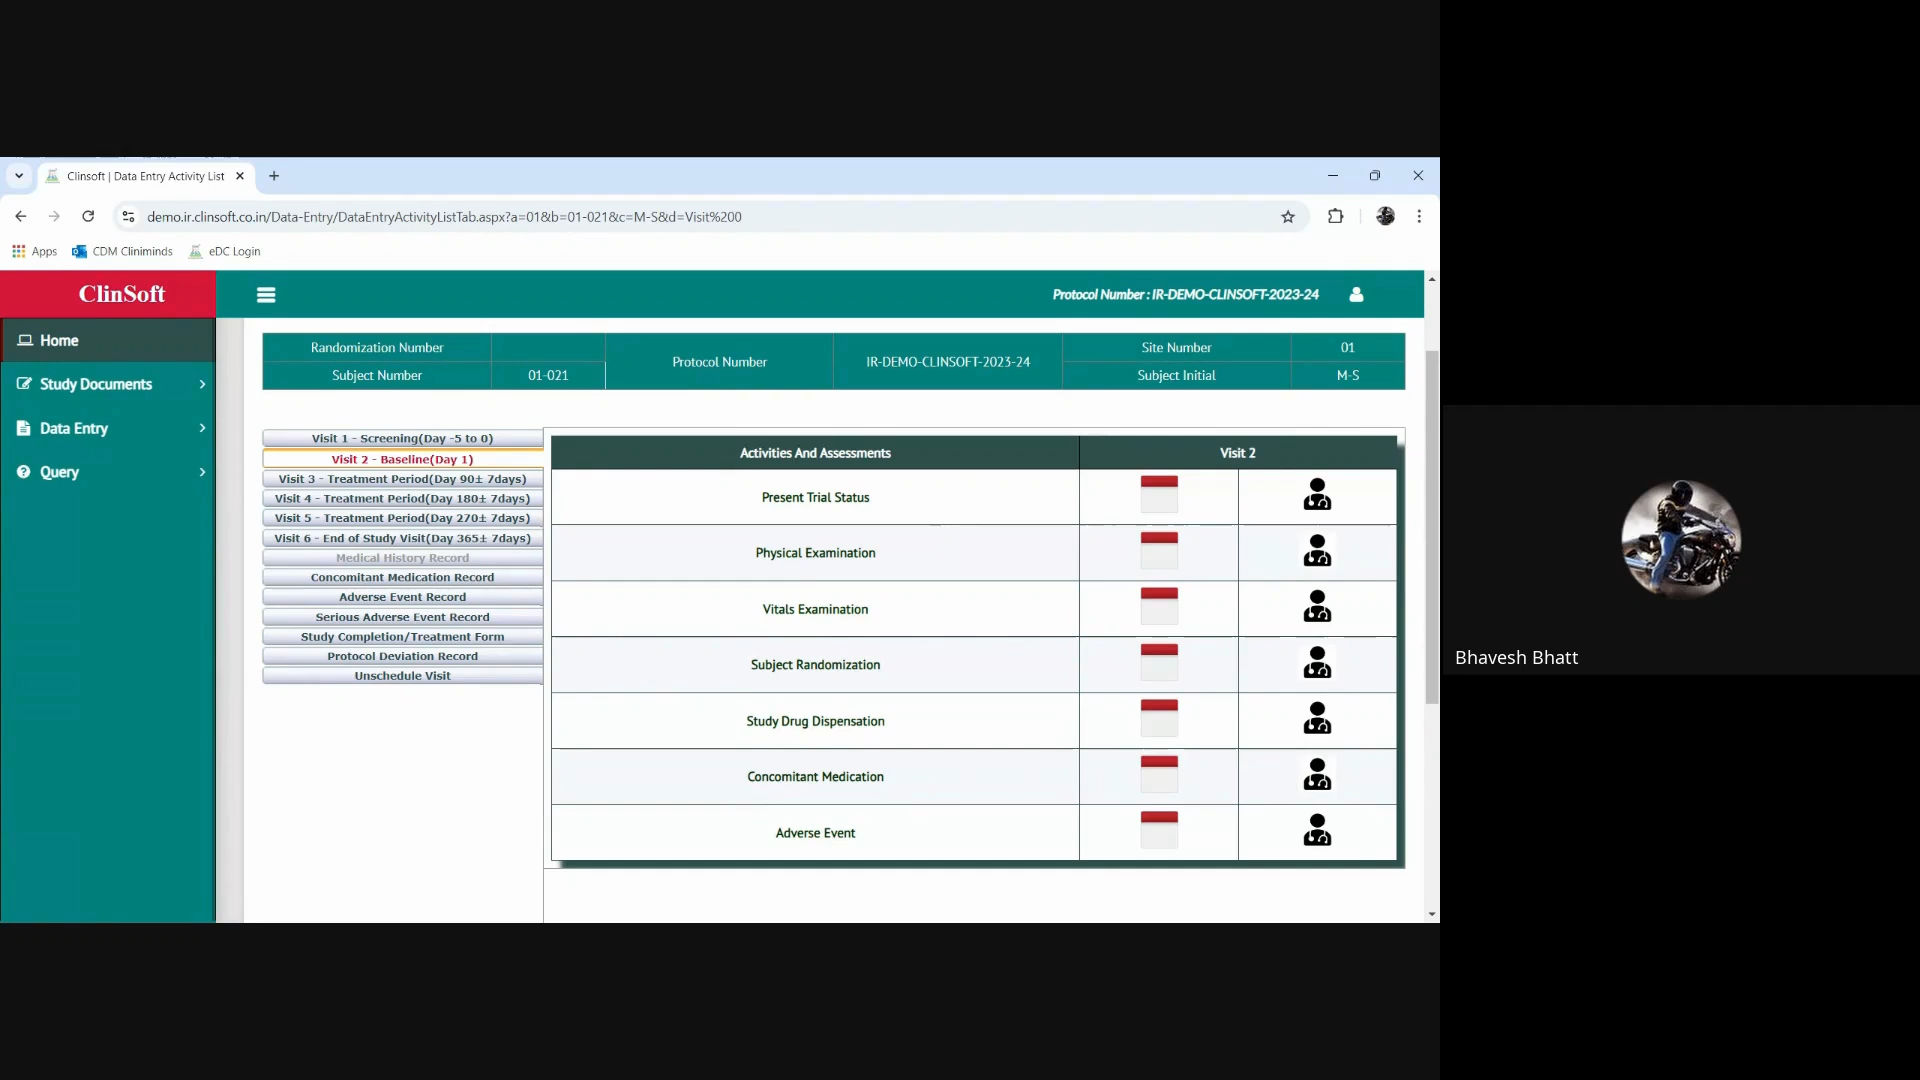 Clinsoft | Data Entry Activity List
demo.ir.clinsoft.co.in/Data-Entry/DataEntryActivityListTab.aspx?a=01&b=01-021&c=M-S&d=Visit%200
Apps
CDM Cliniminds
eDC Login
ClinSoft
Protocol Number : IR-DEMO-CLINSOFT-2023-24
Home
Study Documents
Data Entry
Query
Randomization Number
Subject Number
01-021
Protocol Number
IR-DEMO-CLINSOFT-2023-24
Site Number
01
Subject Initial
M-S
Visit 1 - Screening(Day -5 to 0)
Visit 2 - Baseline(Day 1)
Visit 3 - Treatment Period(Day 90± 7days)
Visit 4 - Treatment Period(Day 180± 7days)
Visit 5 - Treatment Period(Day 270± 7days)
Visit 6 - End of Study Visit(Day 365± 7days)
Medical History Record
Concomitant Medication Record
Adverse Event Record
Serious Adverse Event Record
Study Completion/Treatment Form
Protocol Deviation Record
Unschedule Visit
Activities And Assessments
Visit 2
Present Trial Status
Physical Examination
Vitals Examination
Subject Randomization
Study Drug Dispensation
Concomitant Medication
Adverse Event
Bhavesh Bhatt